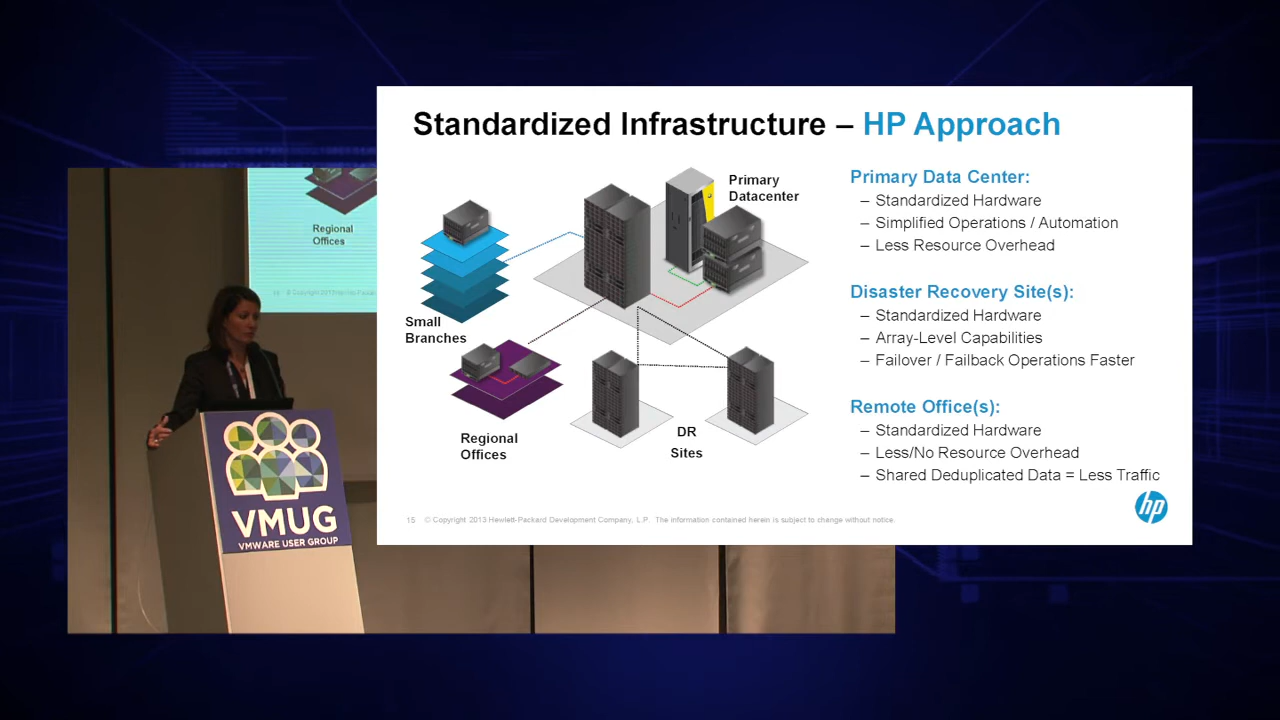 Standardized Infrastructure – HP Approach
Primary
Datacenter
Small
Branches
Regional
Offices
DR
Sites
Primary Data Center:
– Standardized Hardware
– Simplified Operations / Automation
– Less Resource Overhead
Disaster Recovery Site(s):
– Standardized Hardware
– Array-Level Capabilities
– Failover / Failback Operations Faster
Remote Office(s):
– Standardized Hardware
– Less/No Resource Overhead
– Shared Deduplicated Data = Less Traffic
15 © Copyright 2013 Hewlett-Packard Development Company, L.P. The information contained herein is subject to change without notice.
hp
Regional
Offices
VMUG
VMWARE USER GROUP